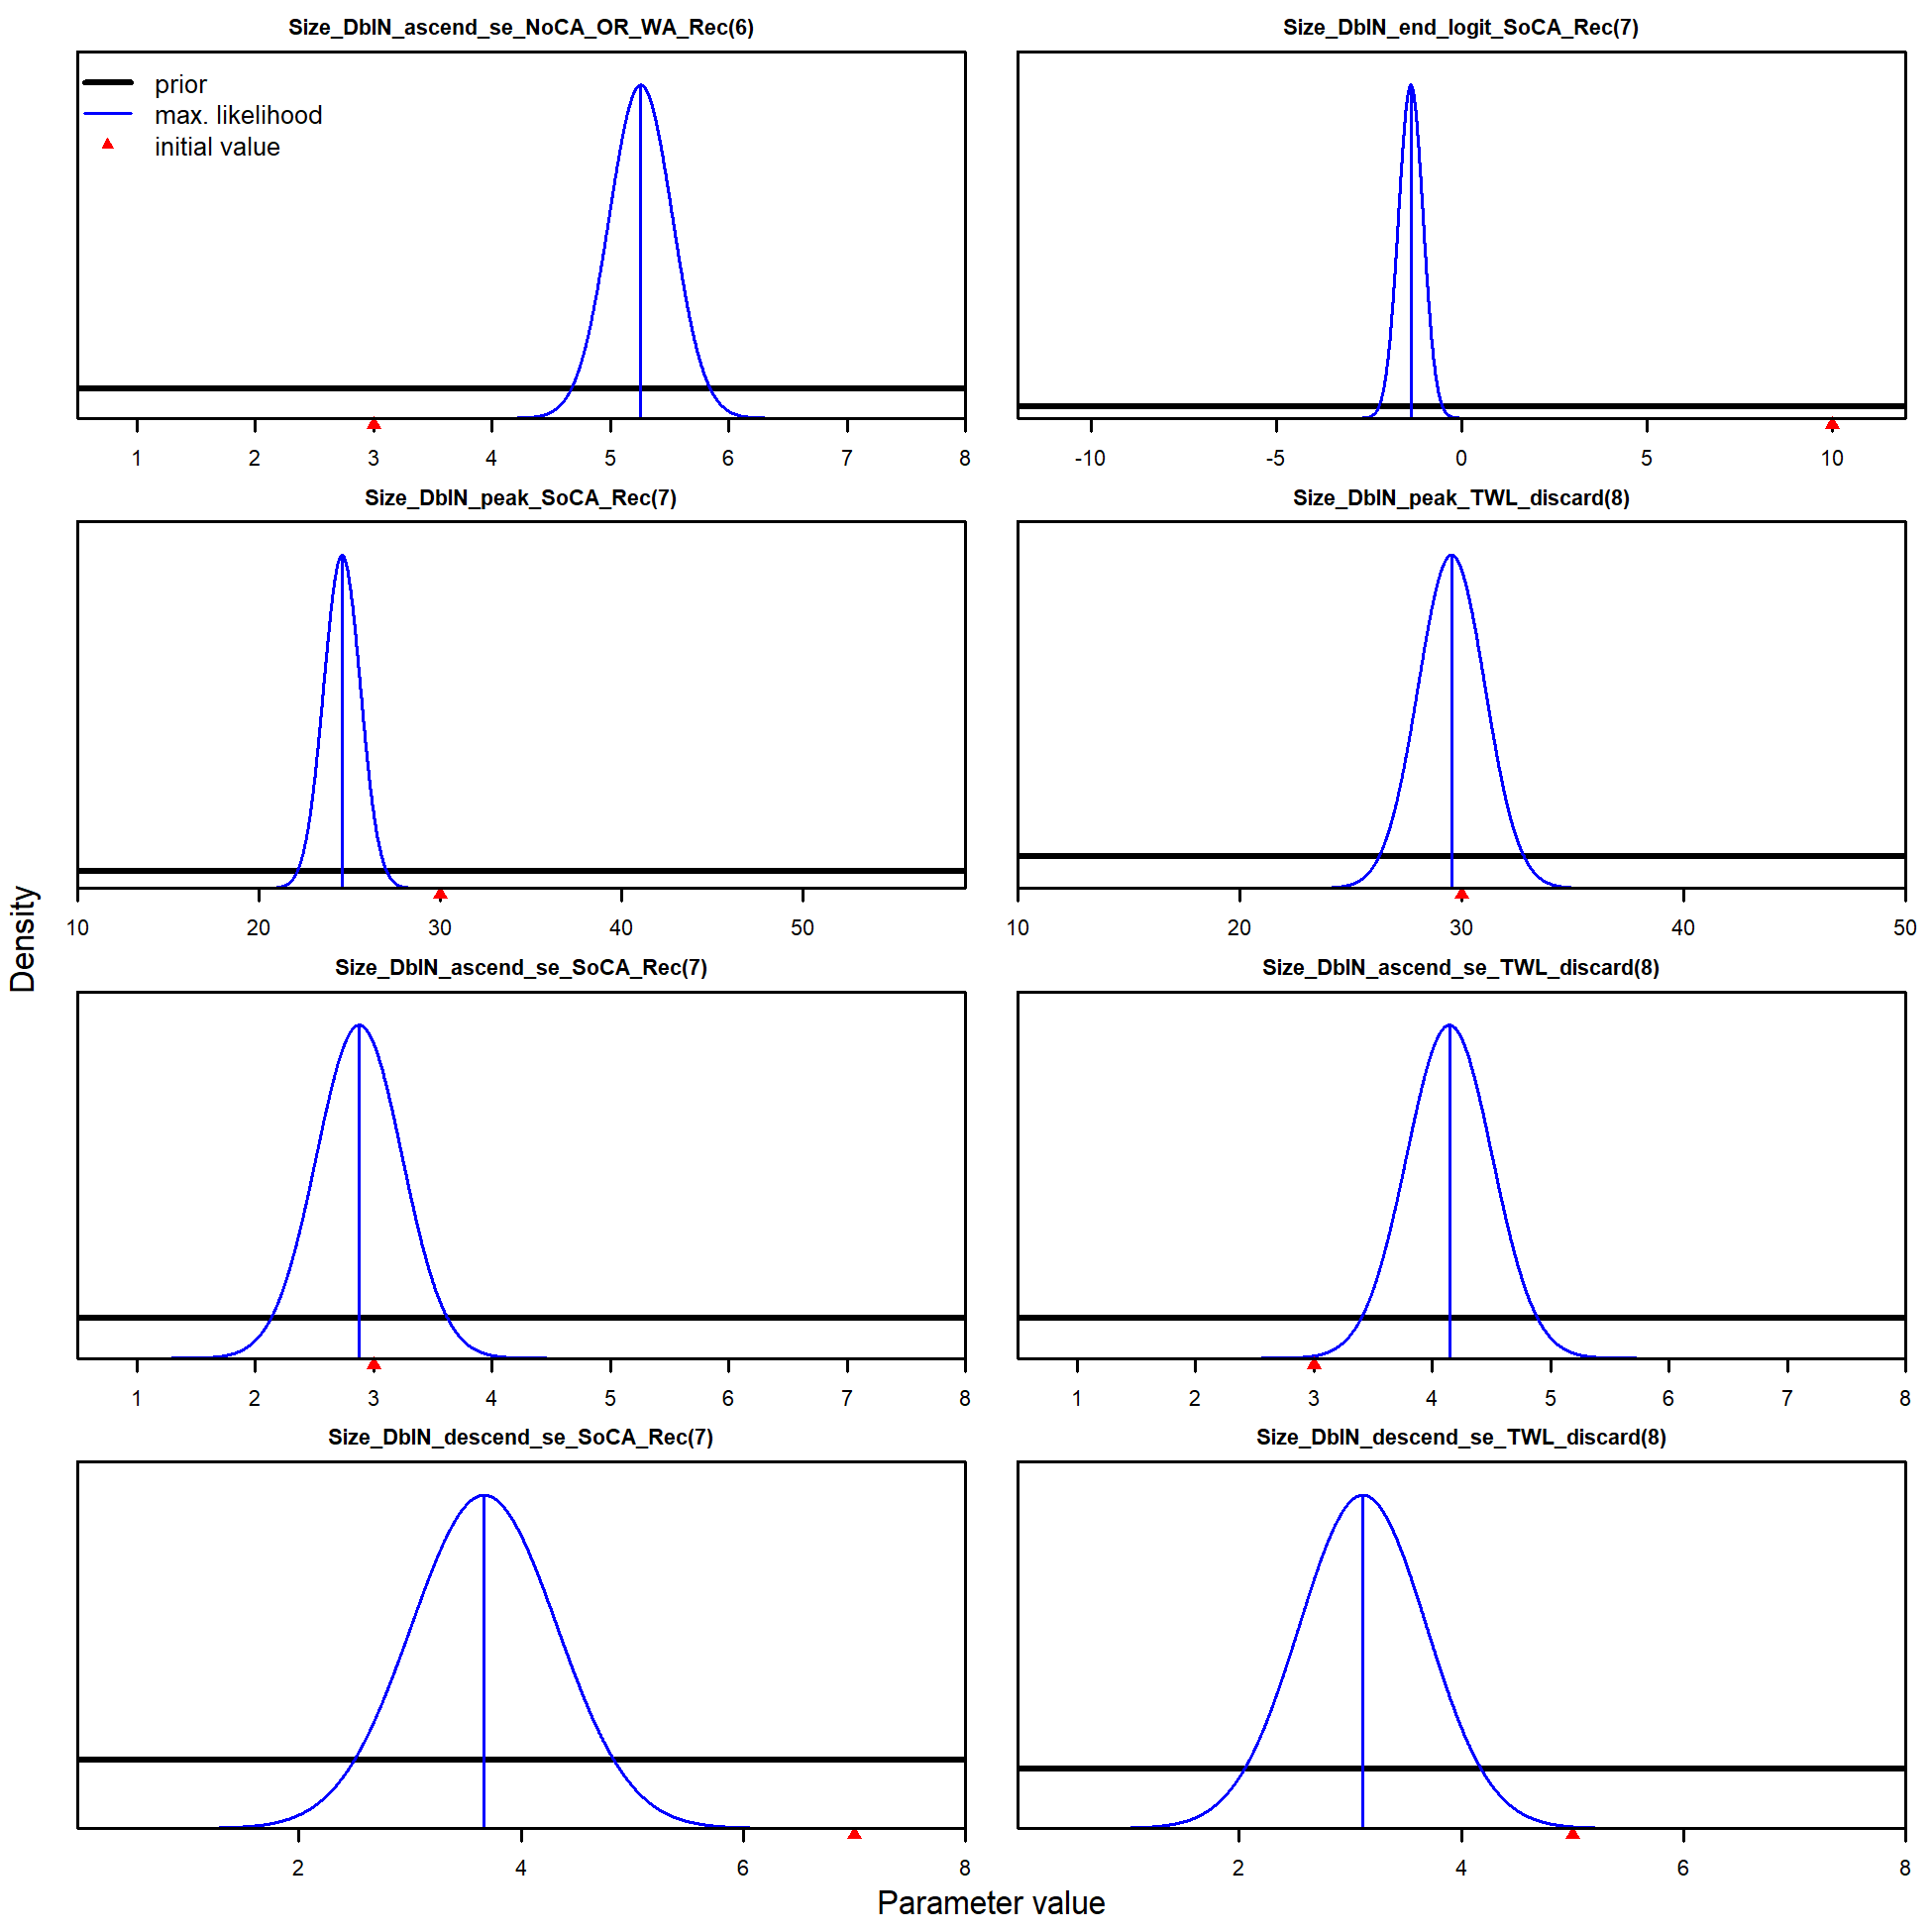 Size_DblN_ascend_se_NoCA_OR_WA_Rec(6)
prior
max. likelihood
initial value
1 2 3 4 5 6 7 8
Size_DblN_end_logit_SoCA_Rec(7)
-10 -5 0 5 10
Size_DblN_peak_SoCA_Rec(7)
10 20 30 40 50
Size_DblN_peak_TWL_discard(8)
10 20 30 40 50
Size_DblN_ascend_se_SoCA_Rec(7)
1 2 3 4 5 6 7 8
Size_DblN_ascend_se_TWL_discard(8)
1 2 3 4 5 6 7 8
Size_DblN_descend_se_SoCA_Rec(7)
2 4 6 8
Size_DblN_descend_se_TWL_discard(8)
2 4 6 8
Density
Parameter value